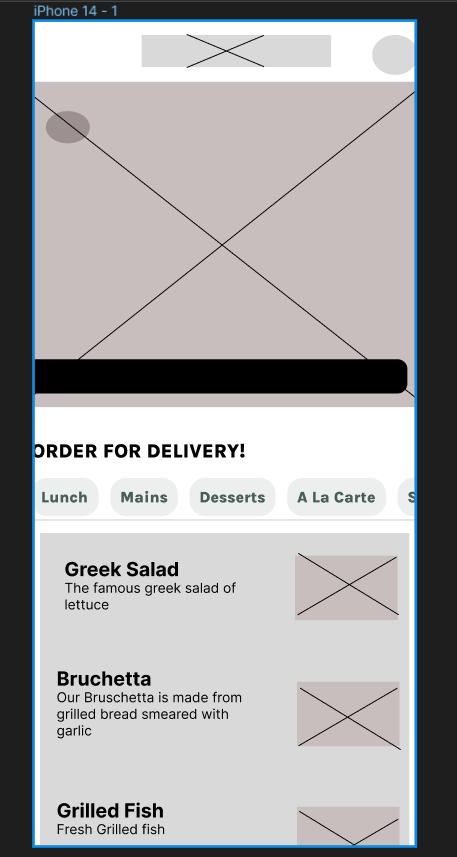 iPhone 14 - 1
ORDER FOR DELIVERY!
Lunch Mains Desserts A La Carte S
Greek Salad
The famous greek salad of
lettuce
Bruchetta
Our Bruschetta is made from
grilled bread smeared with
garlic
Grilled Fish
Fresh Grilled fish